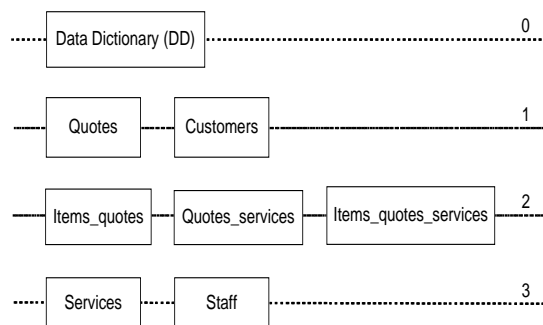 Data Dictionary (DD) 0
Quotes Customers 1
Items_quotes Quotes_services Items_quotes_services 2
Services Staff 3